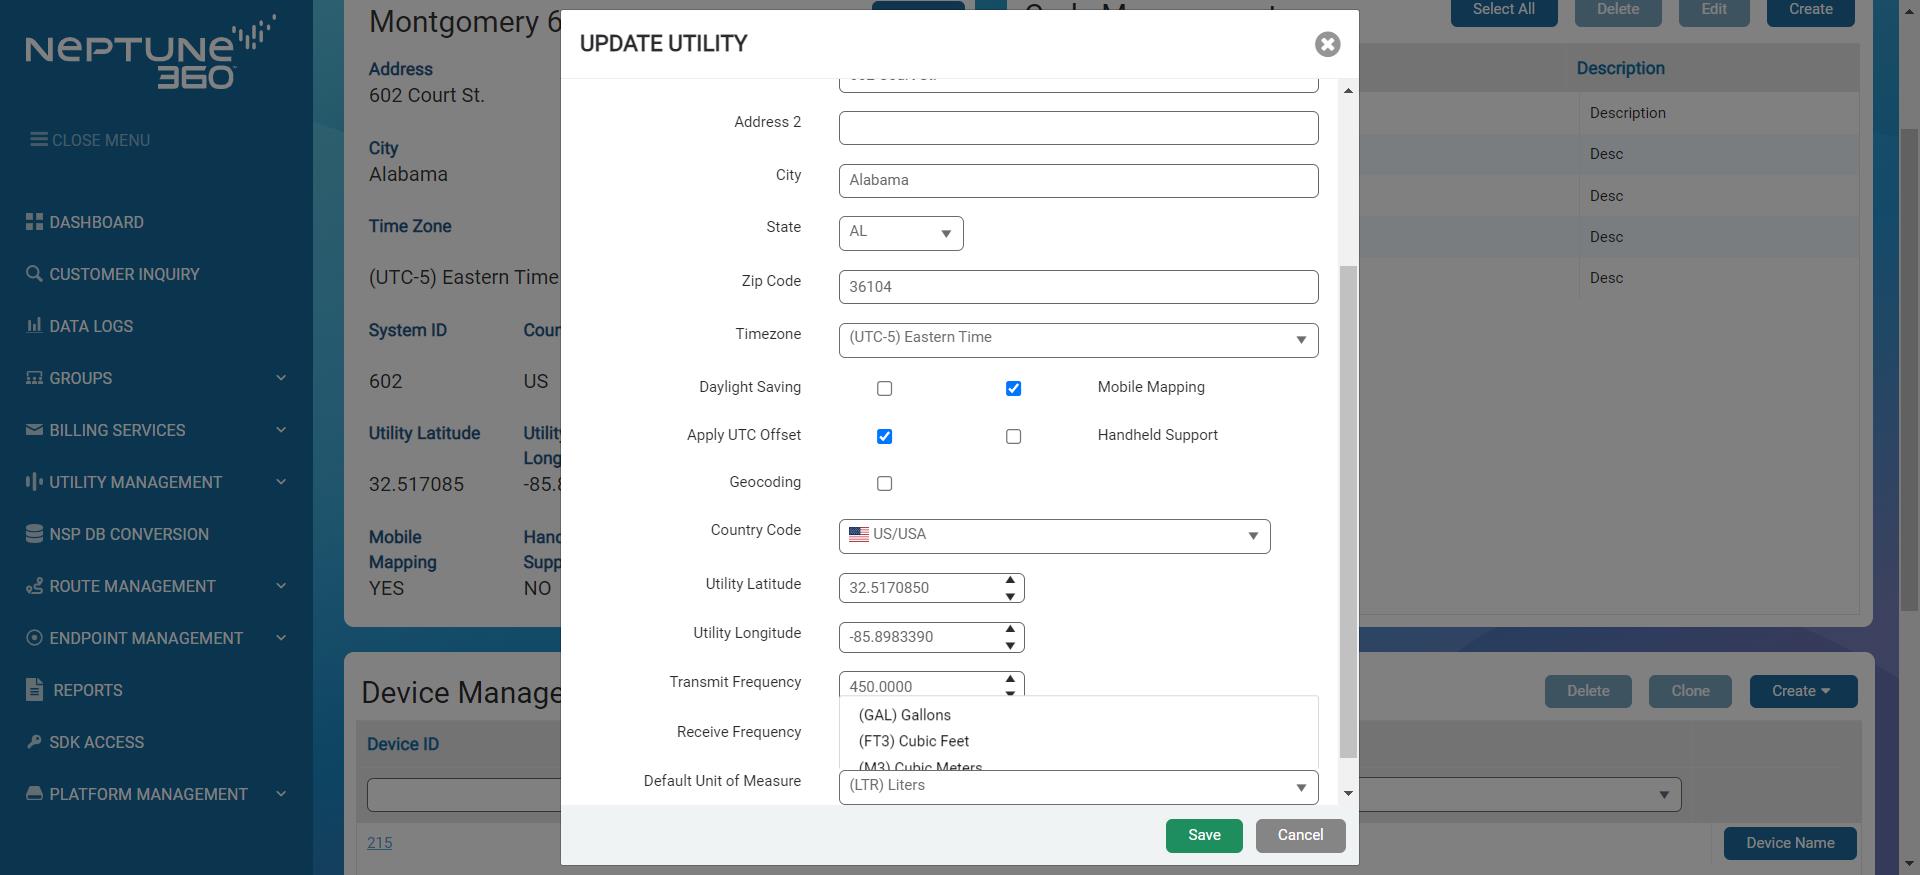 NEPTUNE
360
CLOSE MENU
DASHBOARD
CUSTOMER INQUIRY
DATA LOGS
GROUPS
BILLING SERVICES
UTILITY MANAGEMENT
NSP DB CONVERSION
ROUTE MANAGEMENT
ENDPOINT MANAGEMENT
REPORTS
SDK ACCESS
PLATFORM MANAGEMENT
Montgomery 6
Address
602 Court St.
City
Alabama
Time Zone
(UTC-5) Eastern Time
System ID Coun
602 US
Utility Latitude Utility
Long
32.517085 -85.8
Mobile Hand
Mapping Supp
YES NO
Select All Delete Edit Create
Description
Description
Desc
Desc
Desc
Desc
Device Manage
Delete Clone Create
Device ID
215
Device Name
UPDATE UTILITY
Address 2
City Alabama
State AL
Zip Code 36104
Timezone (UTC-5) Eastern Time
Daylight Saving Mobile Mapping
Apply UTC Offset Handheld Support
Geocoding
Country Code US/USA
Utility Latitude 32.5170850
Utility Longitude -85.8983390
Transmit Frequency 450.0000
(GAL) Gallons
Receive Frequency
(FT3) Cubic Feet
(M3) Cubic Meters
Default Unit of Measure (LTR) Liters
Save Cancel